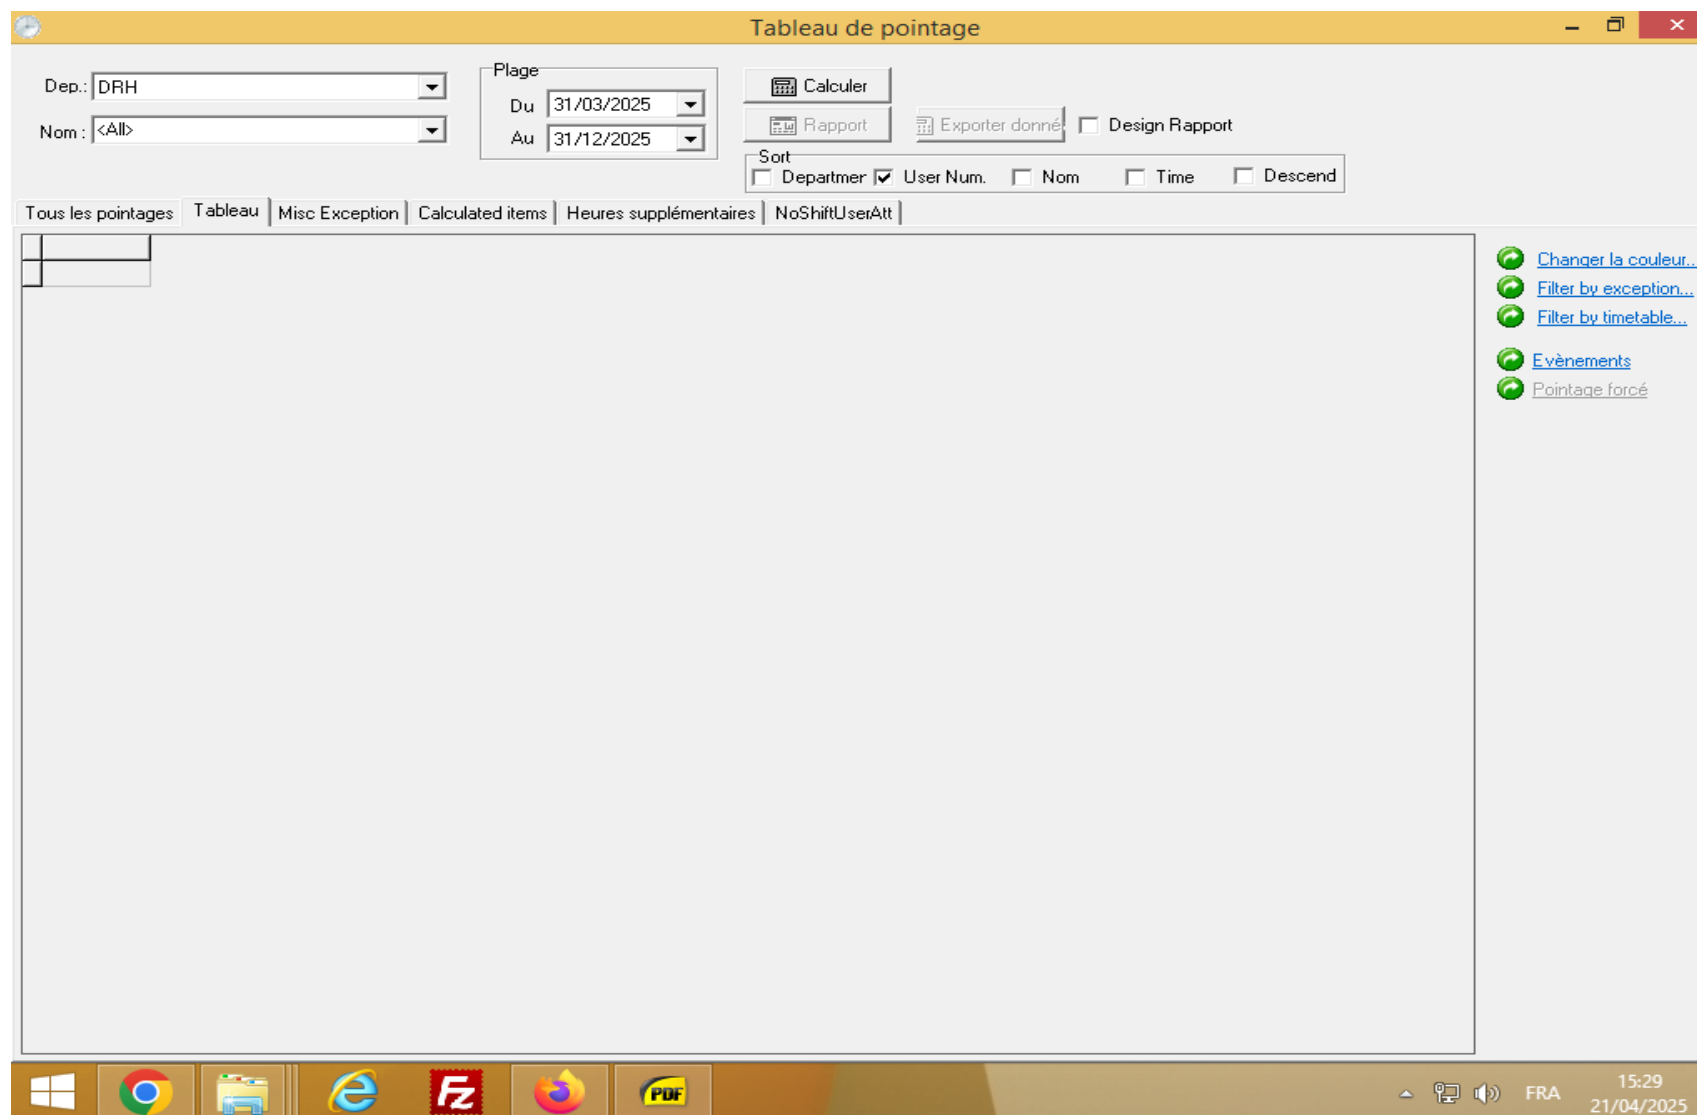 Tableau de pointage
Dep.: DRH
Nom : <All>
Plage
Du 31/03/2025
Au 31/12/2025
Calculer
Rapport
Exporter donné
Design Rapport
Sort
Departmer User Num. Nom Time Descend
Tous les pointages Tableau Misc Exception Calculated items Heures supplémentaires NoShiftUserAtt
Changer la couleur...
Filter by exception...
Filter by timetable...
Evènements
Pointage forcé
Fz
PDF
FRA
15:29
21/04/2025